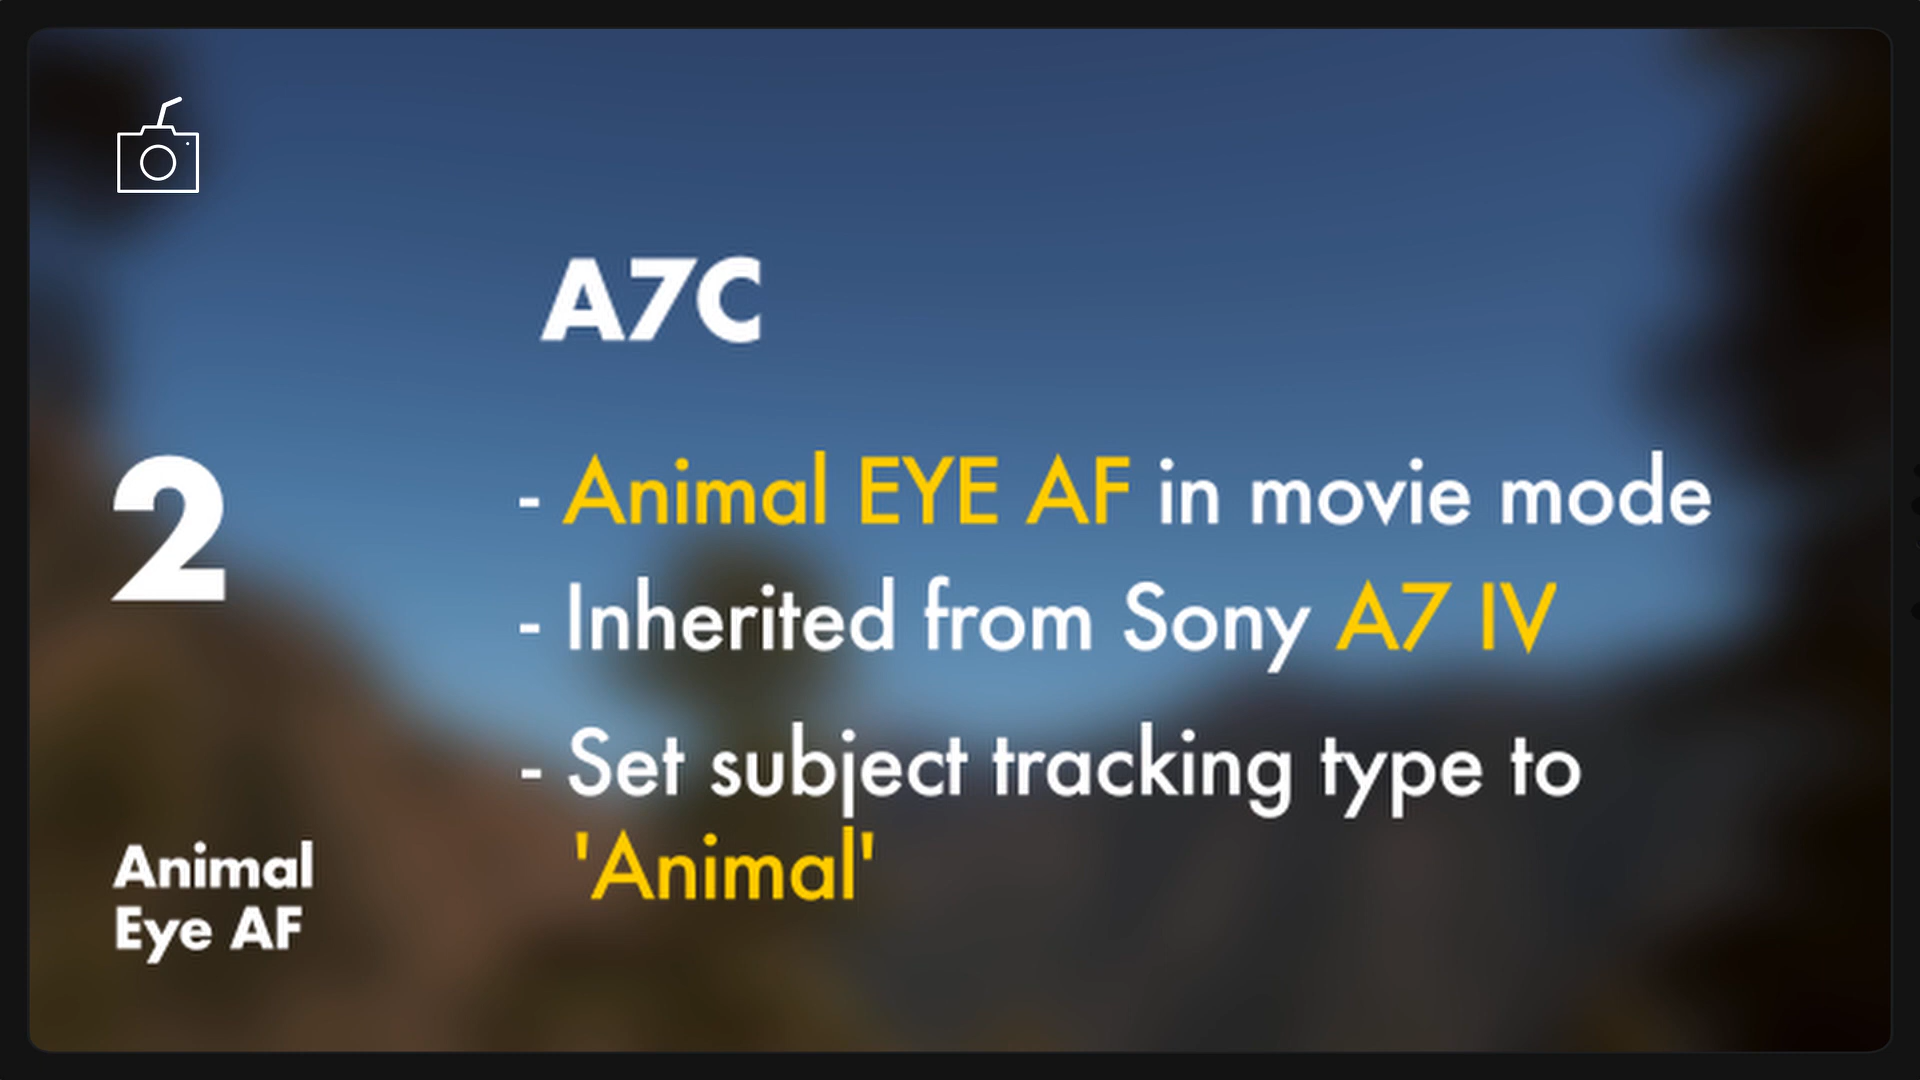 A7C
2
- Animal EYE AF in movie mode
- Inherited from Sony A7 IV
- Set subject tracking type to
'Animal'
Animal
Eye AF